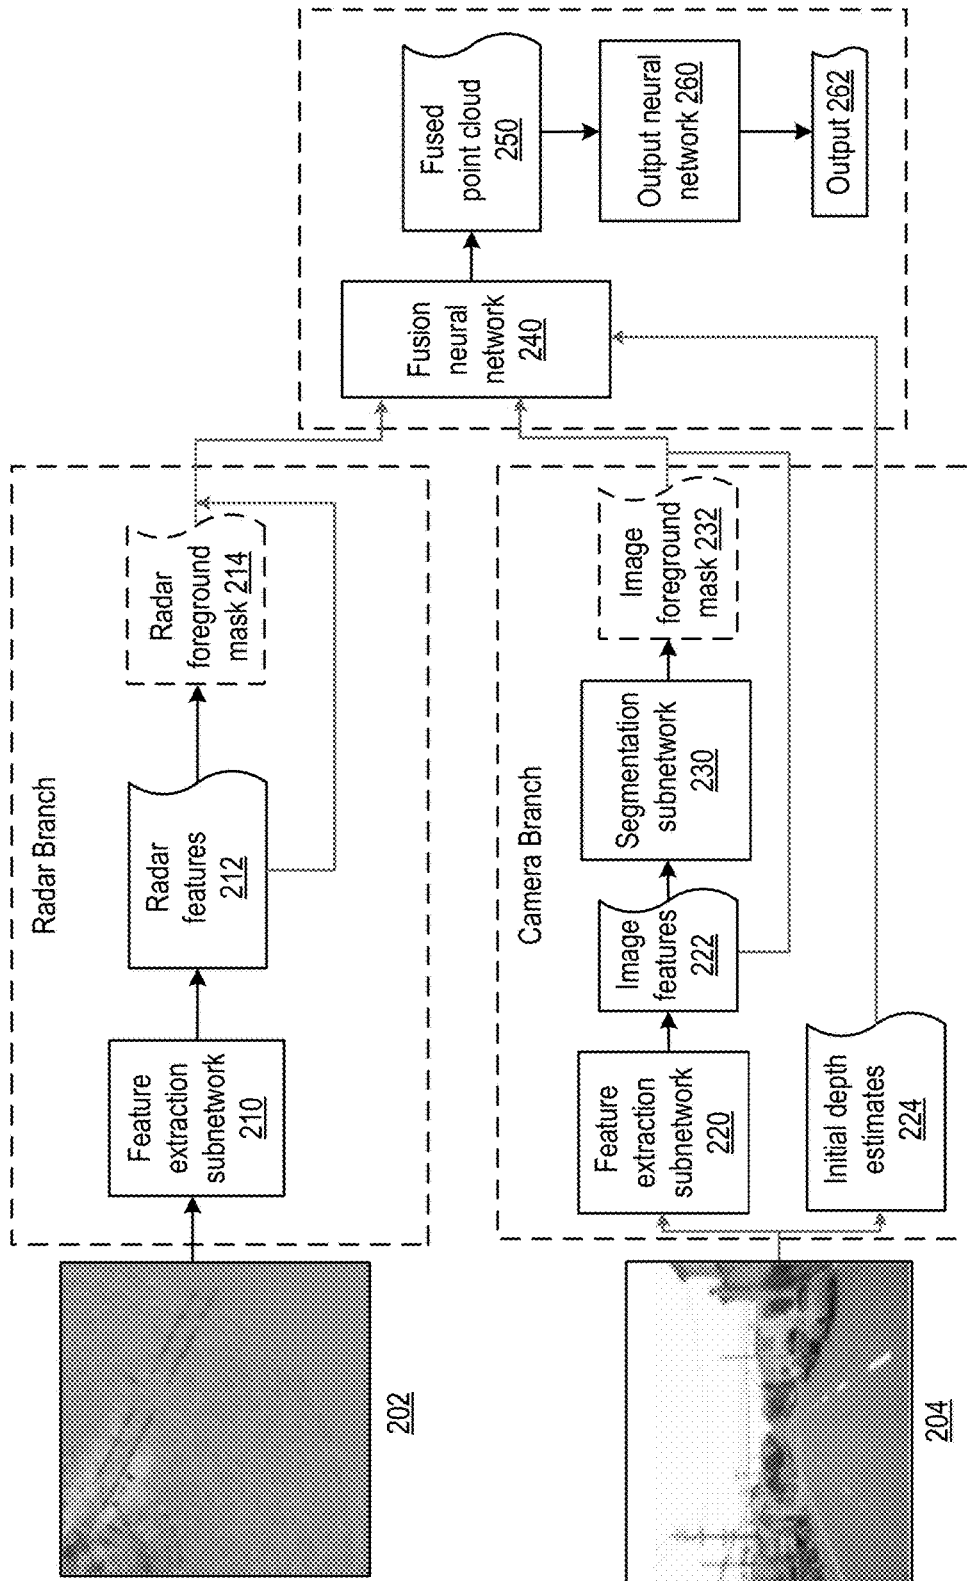 Radar Branch
Feature
extraction
subnetwork
210
Radar
features
212
Radar
foreground
mask 214
202
Camera Branch
Feature
extraction
subnetwork
220
Image
features
222
Segmentation
subnetwork
230
Image
foreground
mask 232
Initial depth
estimates
224
204
Fusion
neural
network
240
Fused
point cloud
250
Output neural
network 260
Output 262